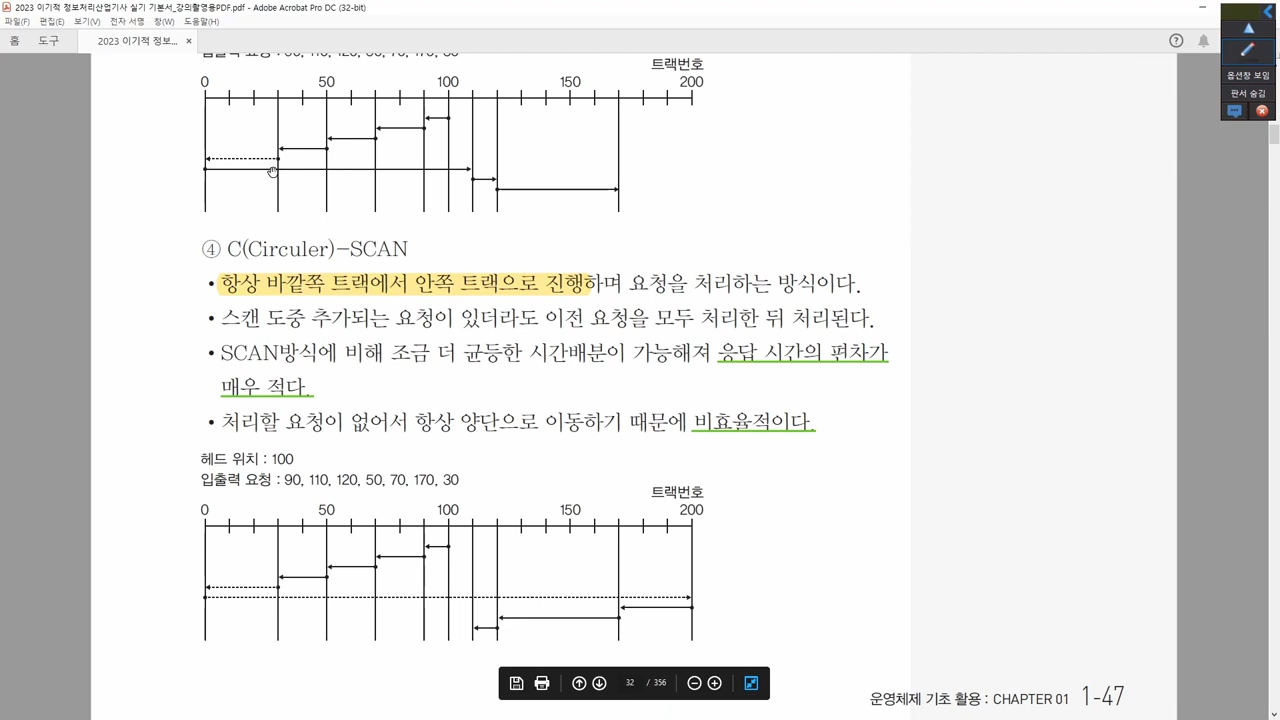 2023 이기적 정보처리산업기사 실기 기본서_강의촬영용PDF.pdf - Adobe Acrobat Pro DC (32-bit)
파일(F) 편집(E) 보기(V) 전자 서명 창(W) 도움말(H)
홈 도구 2023 이기적 정보... ×
옵션창 보임
판서 숨김
입출력 요청 : 90, 110, 120, 50, 70, 170, 30
트랙번호
0 50 100 150 200
④ C(Circuler)-SCAN
• 항상 바깥쪽 트랙에서 안쪽 트랙으로 진행하며 요청을 처리하는 방식이다.
• 스캔 도중 추가되는 요청이 있더라도 이전 요청을 모두 처리한 뒤 처리된다.
• SCAN방식에 비해 조금 더 균등한 시간배분이 가능해져 응답 시간의 편차가
매우 적다.
• 처리할 요청이 없어서 항상 양단으로 이동하기 때문에 비효율적이다.
헤드 위치 : 100
입출력 요청 : 90, 110, 120, 50, 70, 170, 30
트랙번호
0 50 100 150 200
32 / 356
운영체제 기초 활용 : CHAPTER 01 1-47